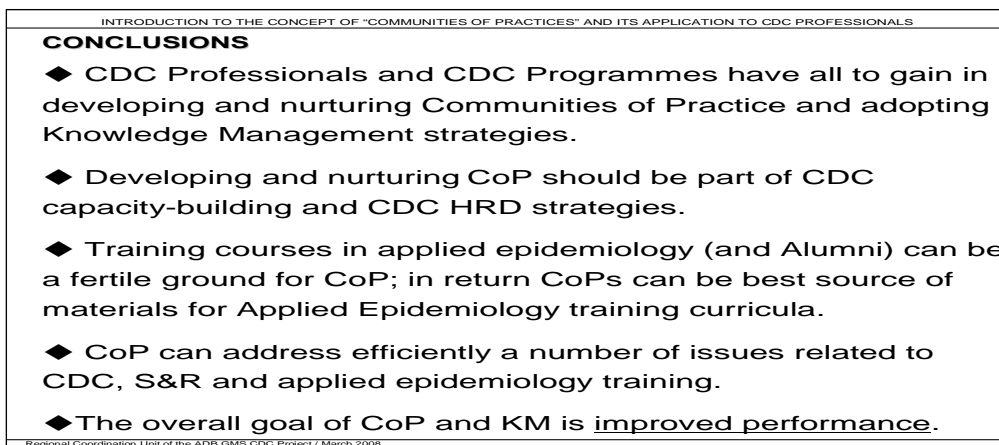 INTRODUCTION TO THE CONCEPT OF "COMMUNITIES OF PRACTICES" AND ITS APPLICATION TO CDC PROFESSIONALS
CONCLUSIONS
◆ CDC Professionals and CDC Programmes have all to gain in
developing and nurturing Communities of Practice and adopting
Knowledge Management strategies.
◆ Developing and nurturing CoP should be part of CDC
capacity-building and CDC HRD strategies.
◆ Training courses in applied epidemiology (and Alumni) can be
a fertile ground for CoP; in return CoPs can be best source of
materials for Applied Epidemiology training curricula.
◆ CoP can address efficiently a number of issues related to
CDC, S&R and applied epidemiology training.
◆The overall goal of CoP and KM is improved performance.
Regional Coordination Unit of the ADB GMS CDC Project / March 2008